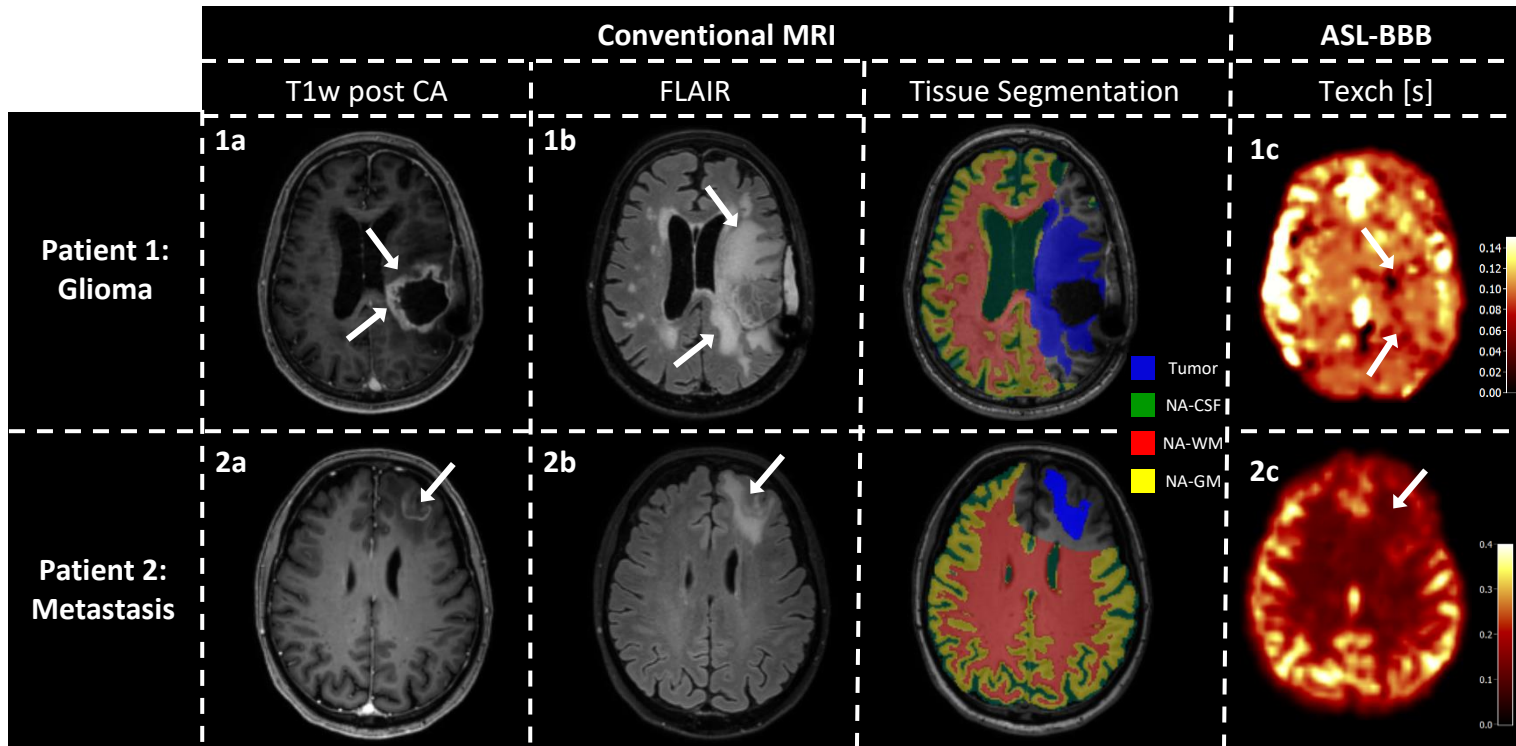 Conventional MRI
ASL-BBB
T1w post CA
FLAIR
Tissue Segmentation
Texch [s]
Patient 1:
Glioma
1a
1b
1c
0.14
0.12
0.10
0.08
0.06
0.04
0.02
0.00
Tumor
NA-CSF
NA-WM
NA-GM
Patient 2:
Metastasis
2a
2b
2c
0.4
0.3
0.2
0.1
0.0